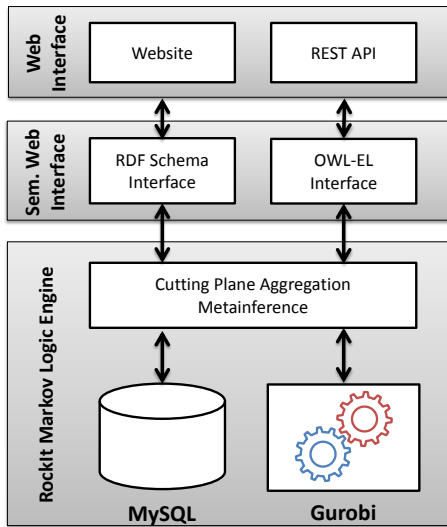 Web
Interface
Website
REST API
Sem. Web
Interface
RDF Schema
Interface
OWL-EL
Interface
RockIt Markov Logic Engine
Cutting Plane Aggregation
Metainference
MySQL
Gurobi